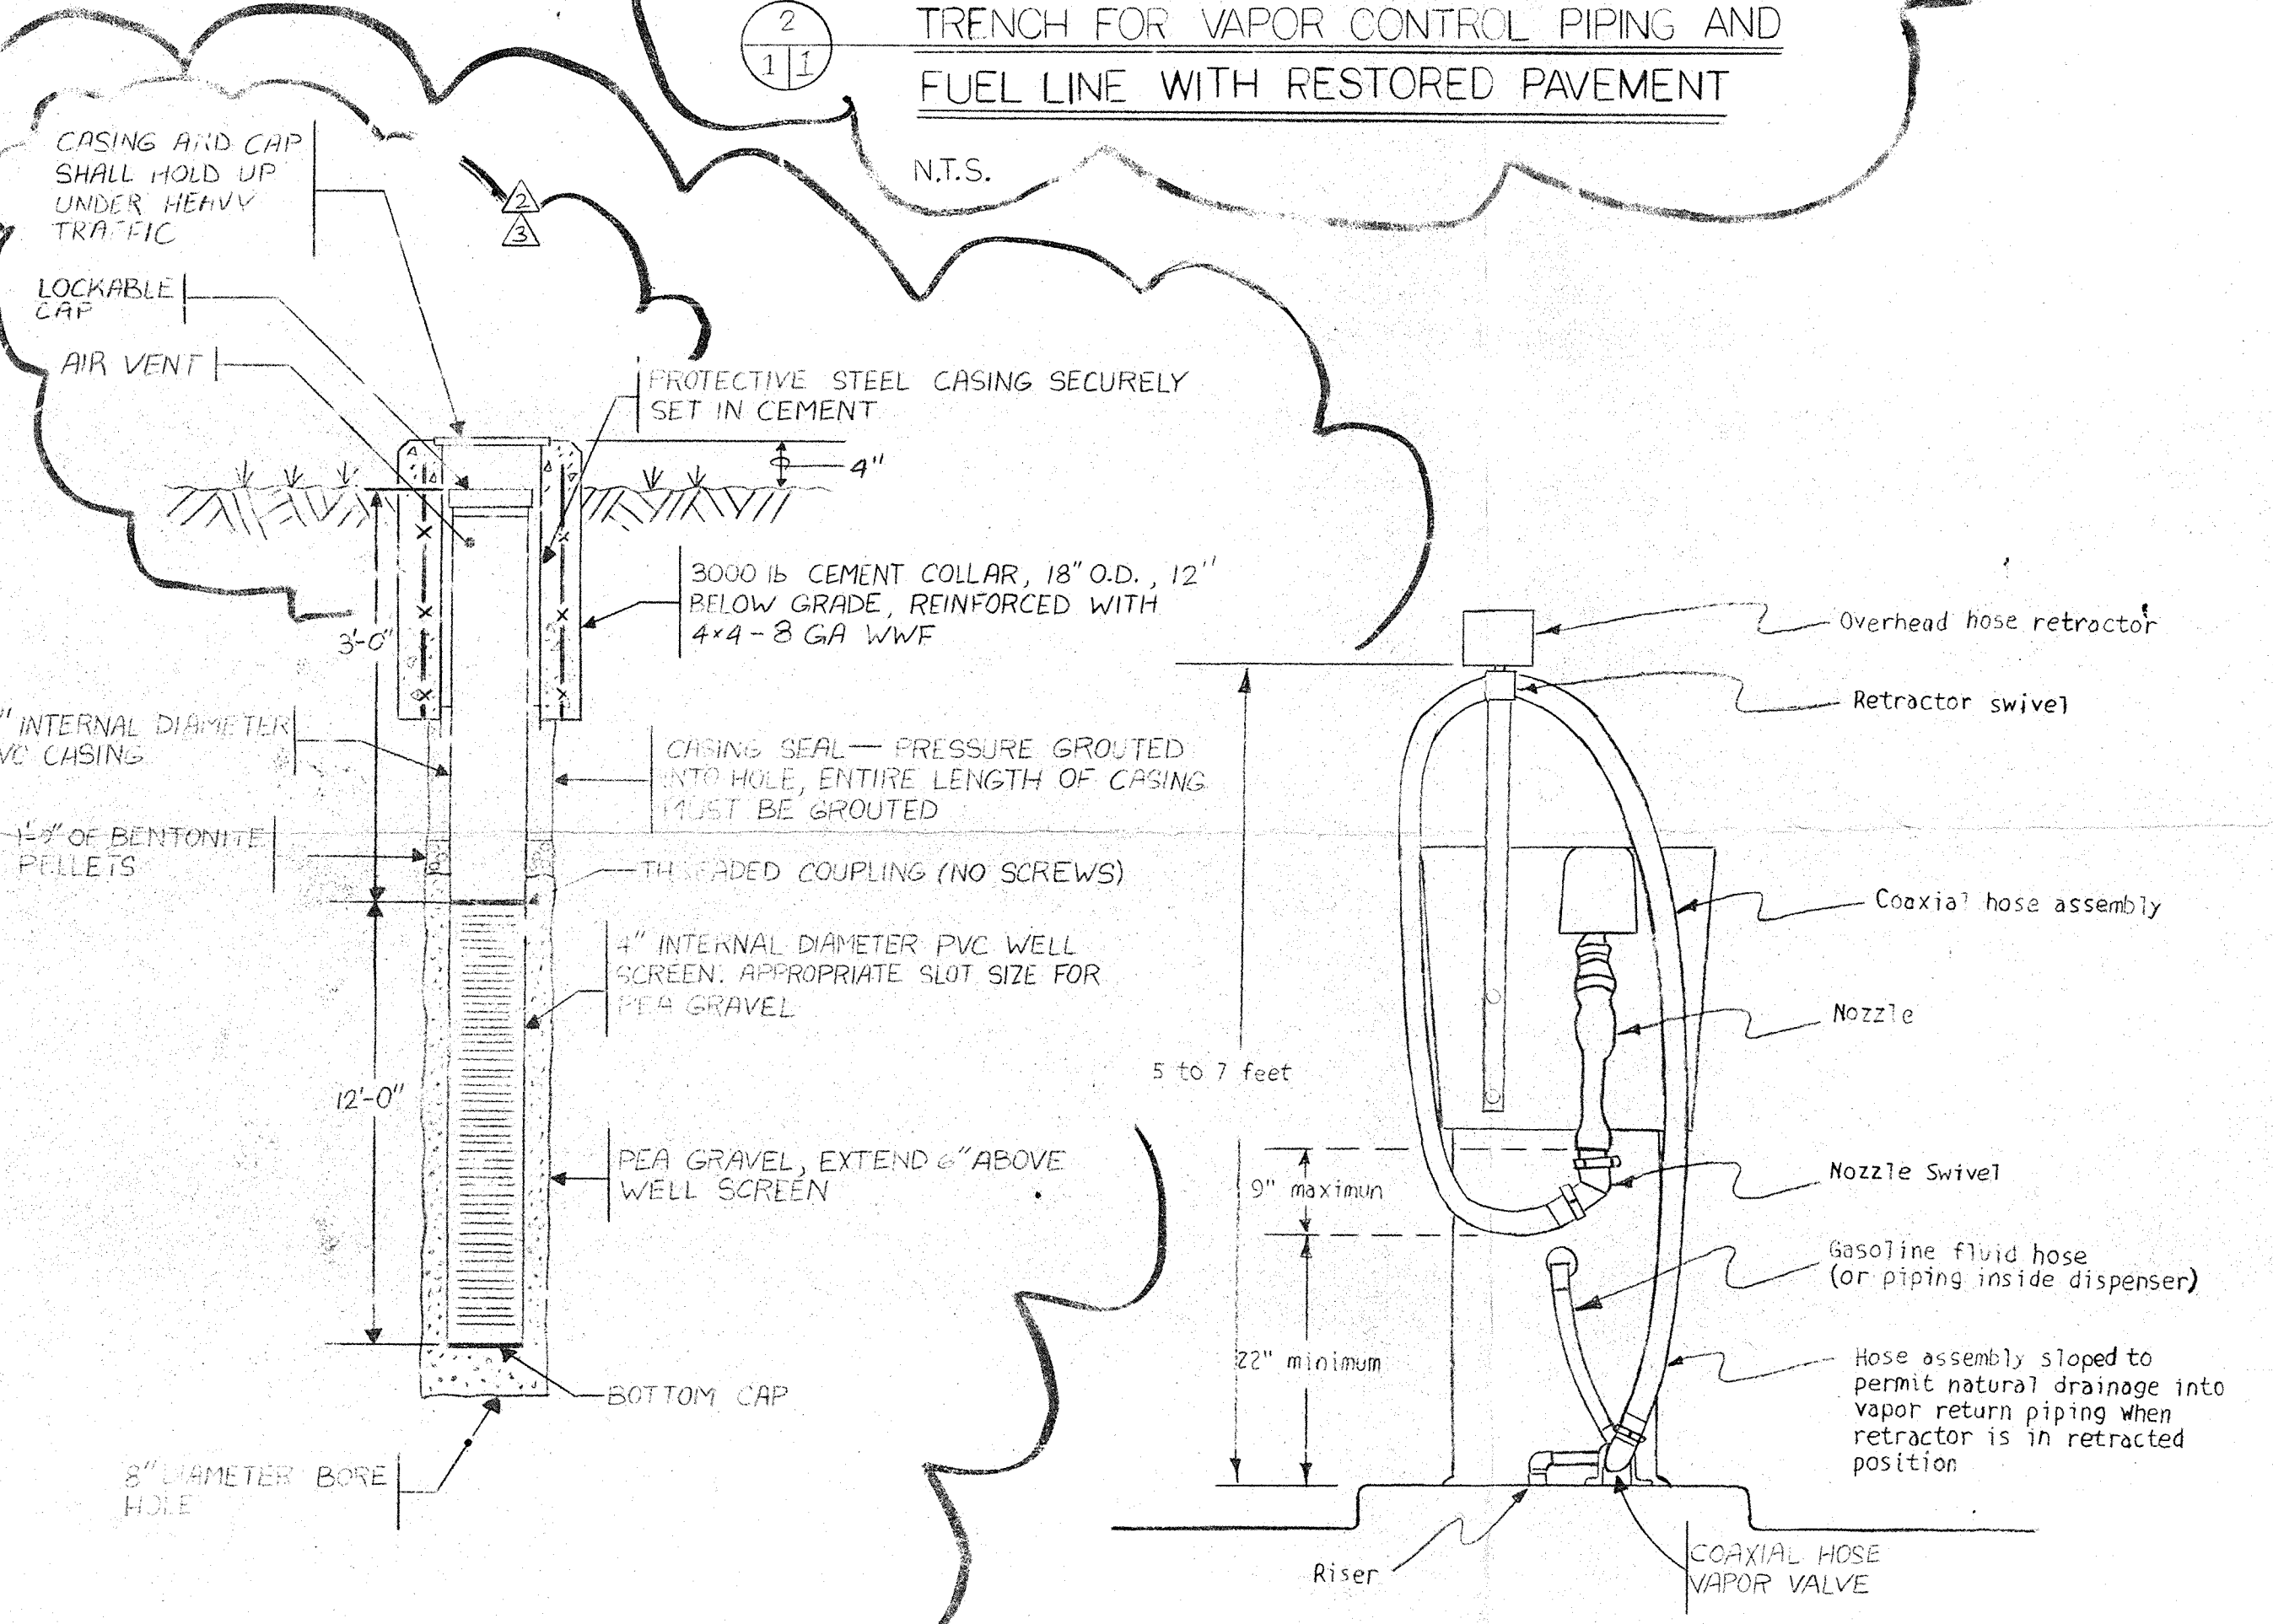 2
1 1
TRENCH FOR VAPOR CONTROL PIPING AND
FUEL LINE WITH RESTORED PAVEMENT
N.T.S.
CASING AND CAP
SHALL HOLD UP
UNDER HEAVY
TRAFFIC
2
3
LOCKABLE
CAP
AIR VENT
PROTECTIVE STEEL CASING SECURELY
SET IN CEMENT
4"
3000 lb CEMENT COLLAR, 18" O.D., 12"
BELOW GRADE, REINFORCED WITH
4x4-8 GA WWF
3'-0"
" INTERNAL DIAMETER
VC CASING
CASING SEAL — PRESSURE GROUTED
INTO HOLE, ENTIRE LENGTH OF CASING
MUST BE GROUTED
OF BENTONITE
PELLETS
THREADED COUPLING (NO SCREWS)
4" INTERNAL DIAMETER PVC WELL
SCREEN. APPROPRIATE SLOT SIZE FOR
PEA GRAVEL
12'-0"
PEA GRAVEL, EXTEND 6" ABOVE
WELL SCREEN
BOTTOM CAP
8" DIAMETER BORE
HOLE
Overhead hose retractor
Retractor swivel
Coaxial hose assembly
Nozzle
5 to 7 feet
9" maximun
Nozzle Swivel
Gasoline fluid hose
(or piping inside dispenser)
22" minimum
Hose assembly sloped to
permit natural drainage into
vapor return piping when
retractor is in retracted
position
Riser
COAXIAL HOSE
VAPOR VALVE